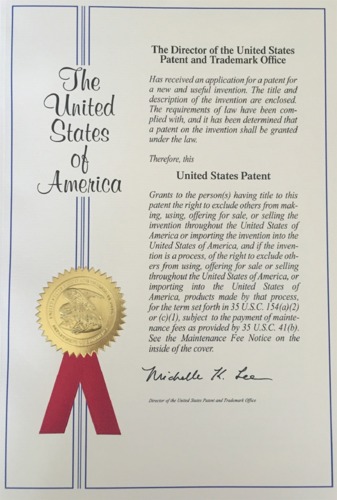 The
United
States
of
America
The Director of the United States
Patent and Trademark Office
Has received an application for a patent for
a new and useful invention. The title and
description of the invention are enclosed.
The requirements of law have been com-
plied with, and it has been determined that
a patent on the invention shall be granted
under the law.
Therefore, this
United States Patent
Grants to the person(s) having title to this
patent the right to exclude others from mak-
ing, using, offering for sale, or selling the
invention throughout the United States of
America or importing the invention into the
United States of America, and if the inven-
tion is a process, of the right to exclude oth-
ers from using, offering for sale or selling
throughout the United States of America, or
importing into the United States of
America, products made by that process,
for the term set forth in 35 U.S.C. 154(a)(2)
or (c)(1), subject to the payment of mainte-
nance fees as provided by 35 U.S.C. 41(b).
See the Maintenance Fee Notice on the
inside of the cover.
Michelle K. Lee
Director of the United States Patent and Trademark Office